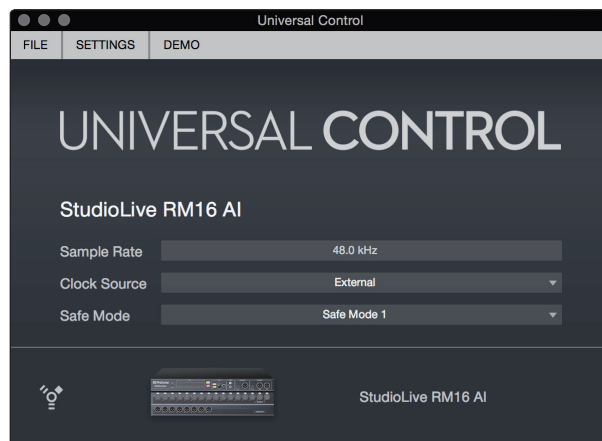 Universal Control
FILE SETTINGS DEMO
UNIVERSAL CONTROL
StudioLive RM16 AI
Sample Rate 48.0 kHz
Clock Source External
Safe Mode Safe Mode 1
StudioLive RM16 AI